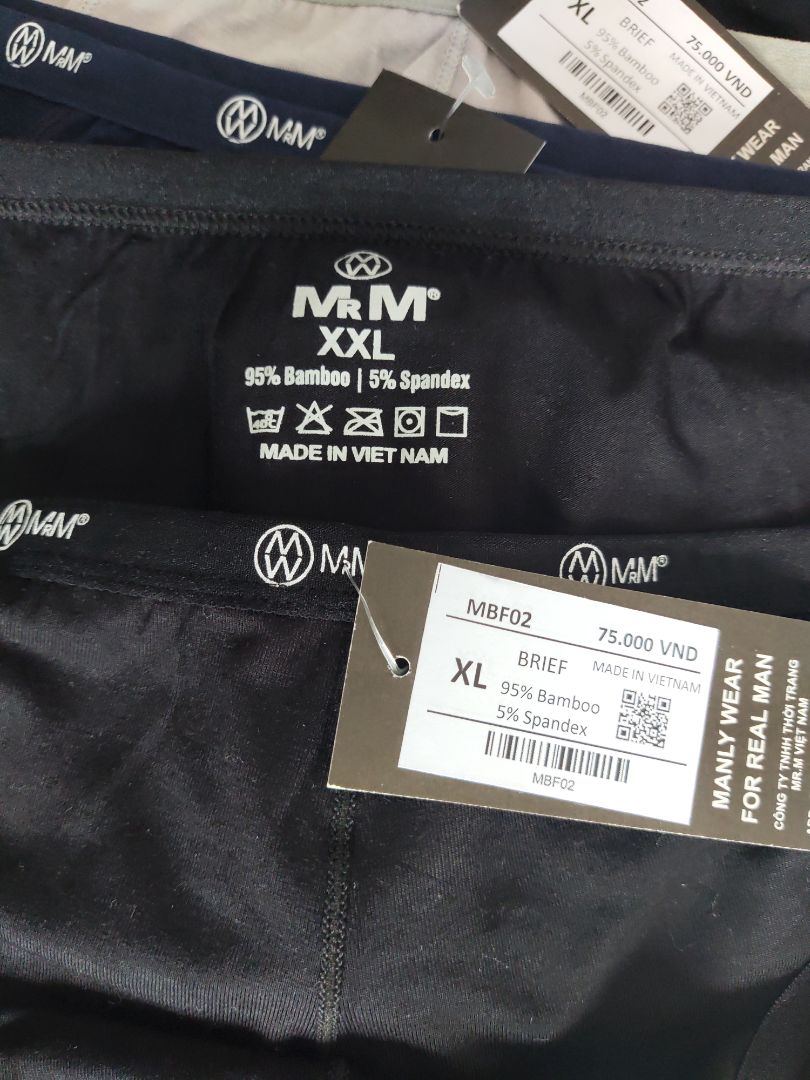 MRM®
MRM®
XL
BRIEF
95% Bamboo
5% Spandex
MBF02
75.000 VND
MADE IN VIETNAM
WEAR
MAN
MRM®
XXL
95% Bamboo | 5% Spandex
40°C
MADE IN VIET NAM
MRM®
MRM
MRM®
MBF02
75.000 VND
XL
BRIEF
MADE IN VIETNAM
95% Bamboo
5% Spandex
MBF02
MANLY WEAR
FOR REAL MAN
CÔNG TY TNHH THỜI TRANG
MR.M VIỆT NAM